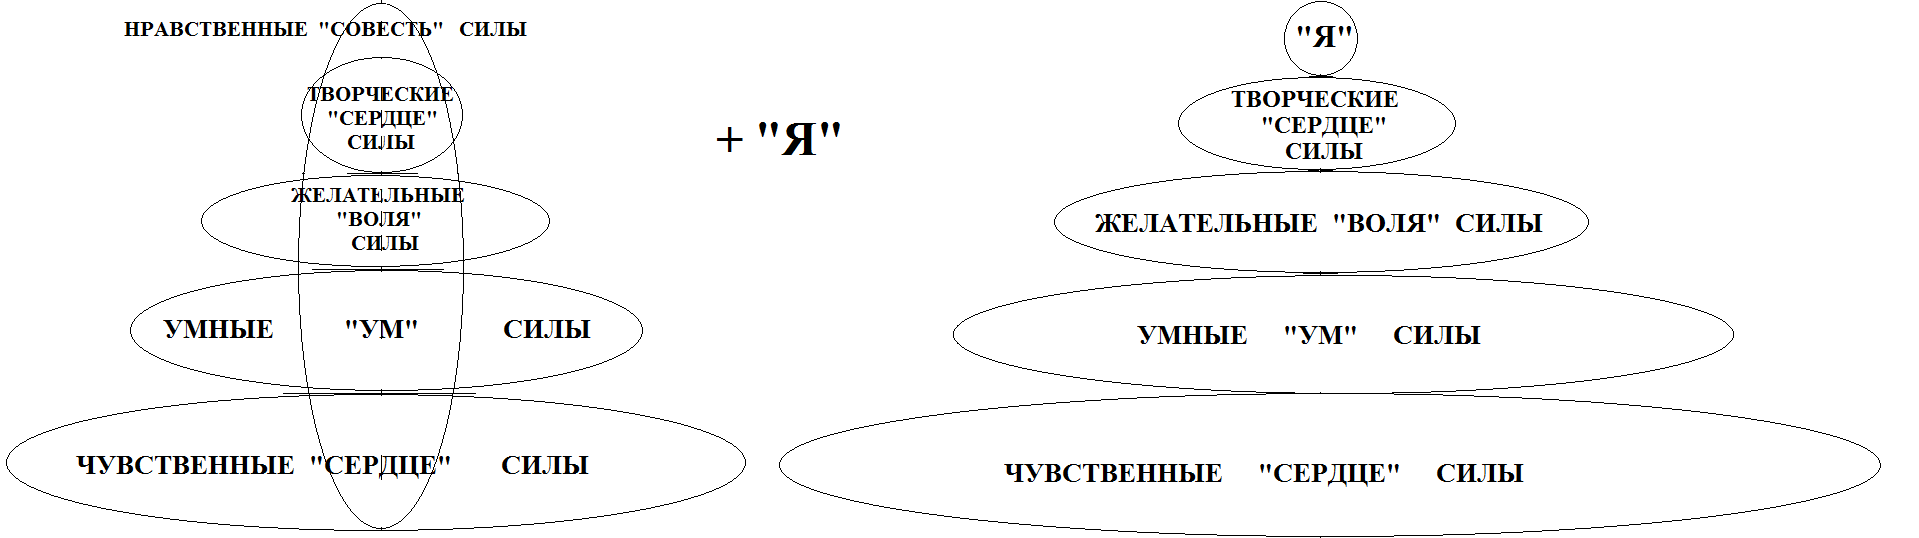 НРАВСТВЕННЫЕ "СОВЕСТЬ" СИЛЫ
ТВОРЧЕСКИЕ
"СЕРДЦЕ"
СИЛЫ
ЖЕЛАТЕЛЬНЫЕ
"ВОЛЯ"
СИЛЫ
УМНЫЕ "УМ" СИЛЫ
ЧУВСТВЕННЫЕ "СЕРДЦЕ" СИЛЫ
+ "Я"
"Я"
ТВОРЧЕСКИЕ
"СЕРДЦЕ"
СИЛЫ
ЖЕЛАТЕЛЬНЫЕ "ВОЛЯ" СИЛЫ
УМНЫЕ "УМ" СИЛЫ
ЧУВСТВЕННЫЕ "СЕРДЦЕ" СИЛЫ